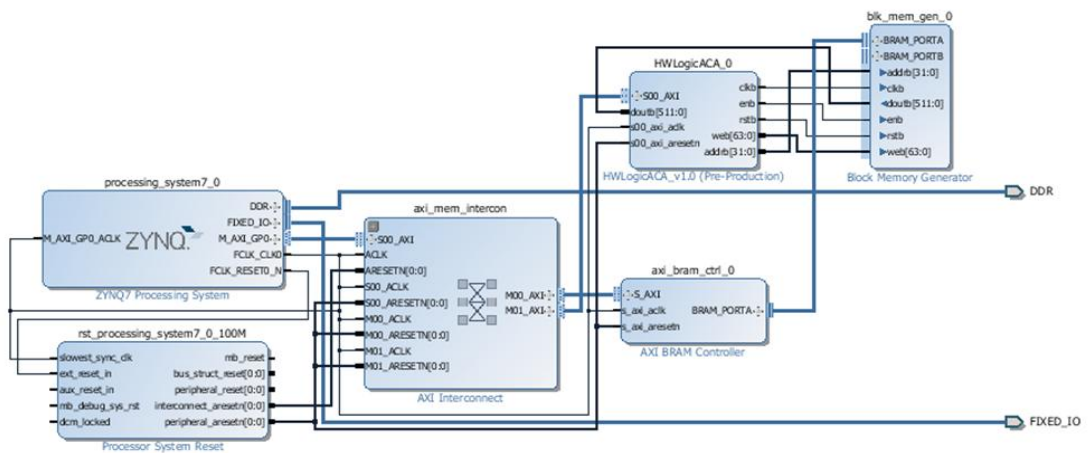 blk_mem_gen_0
BRAM_PORTA
BRAM_PORTB
addrb[31:0]
clkb
doutb[511:0]
enb
rstb
web[63:0]
Block Memory Generator
HWLogicACA_0
S00_AXI
doutb[511:0]
s00_axi_aclk
s00_axi_aresetn
clkb
enb
rstb
web[63:0]
addrb[31:0]
HWLogicACA_v1.0 (Pre-Production)
processing_system7_0
M_AXI_GP0_ACLK
ZYNQ
DDR
FIXED_IO
M_AXI_GP0
FCLK_CLK0
FCLK_RESET0_N
ZYNQ7 Processing System
axi_mem_intercon
S00_AXI
ACLK
ARESETN[0:0]
S00_ACLK
S00_ARESETN[0:0]
M00_ACLK
M00_ARESETN[0:0]
M01_ACLK
M01_ARESETN[0:0]
M00_AXI
M01_AXI
AXI Interconnect
axi_bram_ctrl_0
S_AXI
s_axi_aclk
s_axi_aresetn
BRAM_PORTA
AXI BRAM Controller
rst_processing_system7_0_100M
slowest_sync_clk
ext_reset_in
aux_reset_in
mb_debug_sys_rst
dcm_locked
mb_reset
bus_struct_reset[0:0]
peripheral_reset[0:0]
interconnect_aresetn[0:0]
peripheral_aresetn[0:0]
Processor System Reset
DDR
FIXED_IO